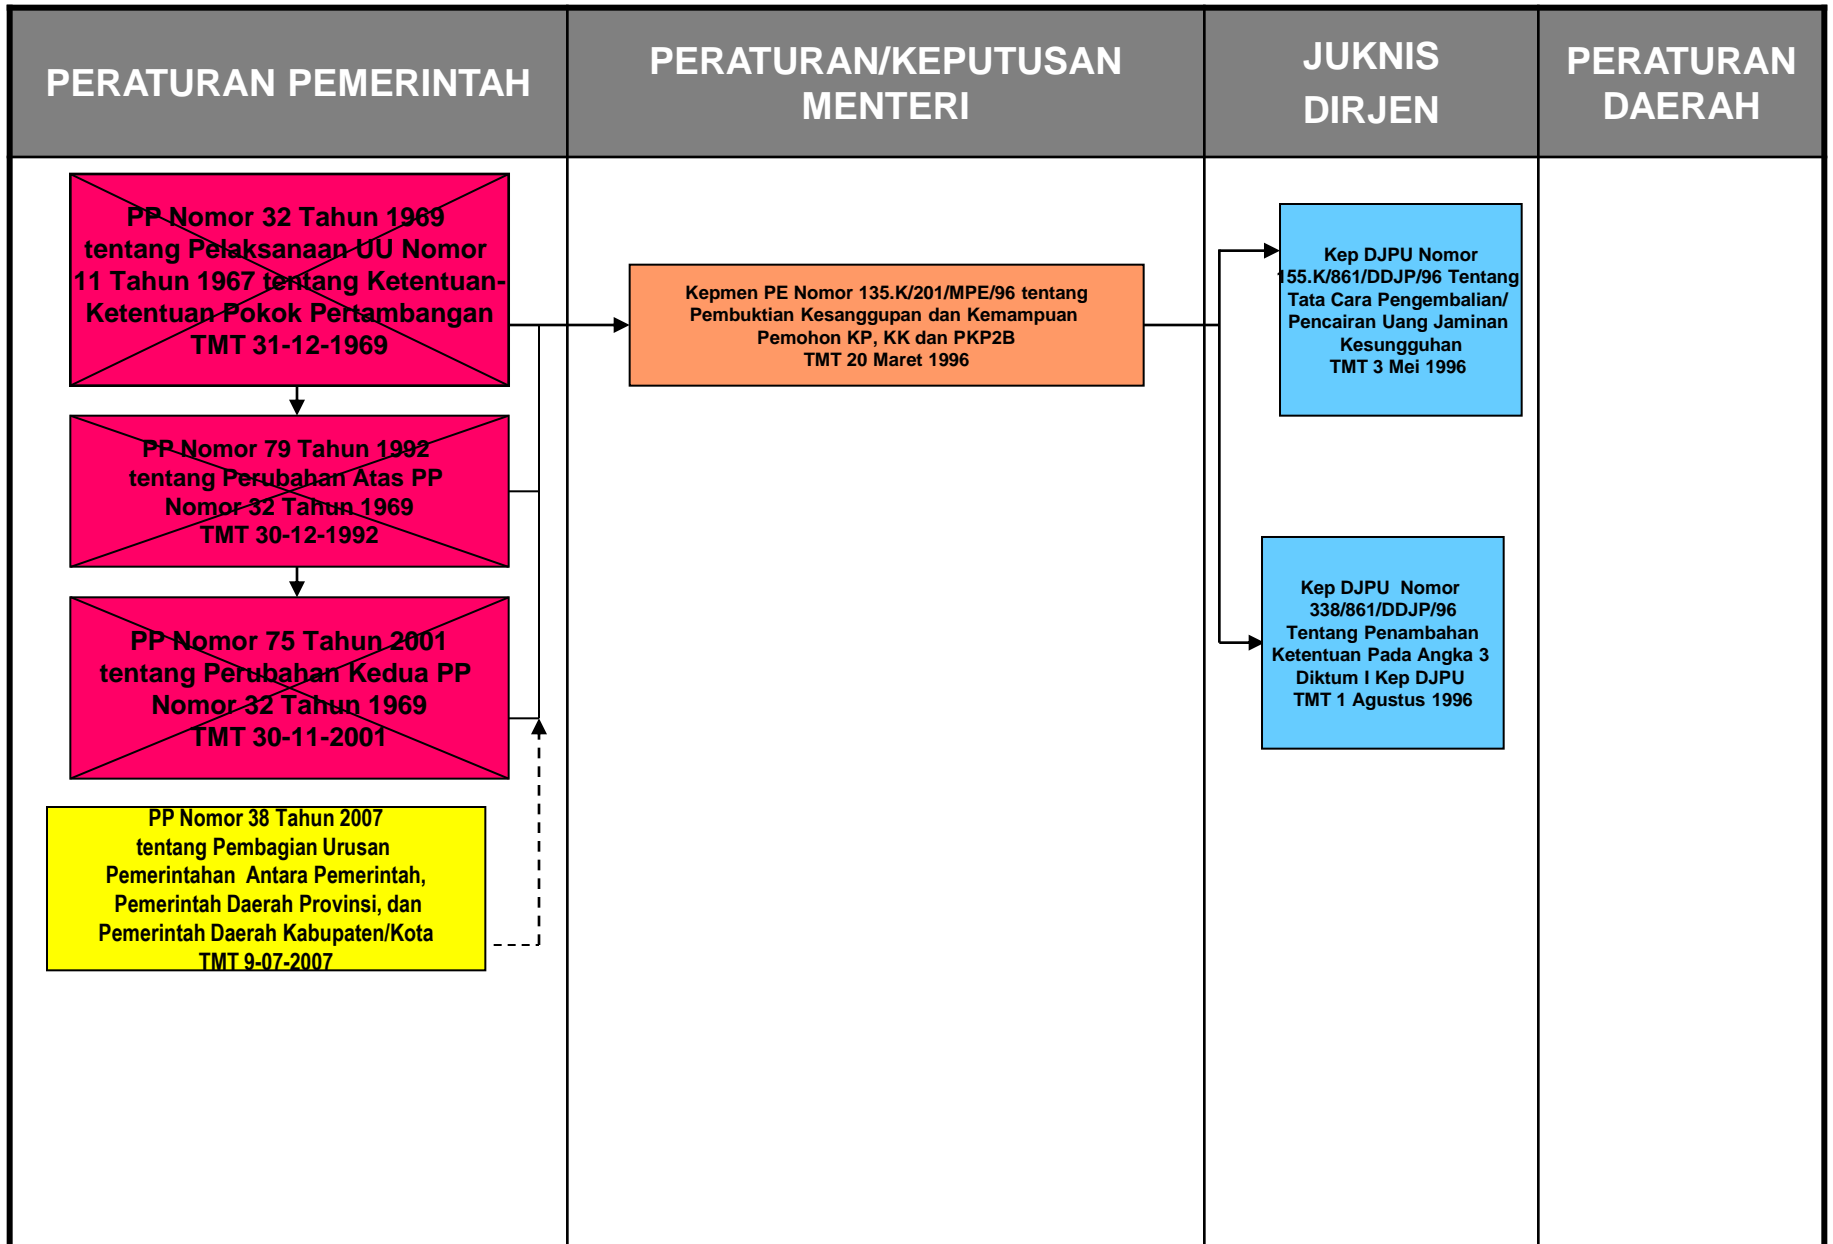 PERATURAN PEMERINTAH
PERATURAN/KEPUTUSAN
MENTERI
JUKNIS
DIRJEN
PERATURAN
DAERAH
PP Nomor 32 Tahun 1969
tentang Pelaksanaan UU Nomor
11 Tahun 1967 tentang Ketentuan-
Ketentuan Pokok Pertambangan
TMT 31-12-1969
PP Nomor 79 Tahun 1992
tentang Perubahan Atas PP
Nomor 32 Tahun 1969
TMT 30-12-1992
PP Nomor 75 Tahun 2001
tentang Perubahan Kedua PP
Nomor 32 Tahun 1969
TMT 30-11-2001
PP Nomor 38 Tahun 2007
tentang Pembagian Urusan
Pemerintahan Antara Pemerintah,
Pemerintah Daerah Provinsi, dan
Pemerintah Daerah Kabupaten/Kota
TMT 9-07-2007
Kepmen PE Nomor 135.K/201/MPE/96 tentang
Pembuktian Kesanggupan dan Kemampuan
Pemohon KP, KK dan PKP2B
TMT 20 Maret 1996
Kep DJPU Nomor
155.K/861/DDJP/96 Tentang
Tata Cara Pengembalian/
Pencairan Uang Jaminan
Kesungguhan
TMT 3 Mei 1996
Kep DJPU Nomor
338/861/DDJP/96
Tentang Penambahan
Ketentuan Pada Angka 3
Diktum I Kep DJPU
TMT 1 Agustus 1996